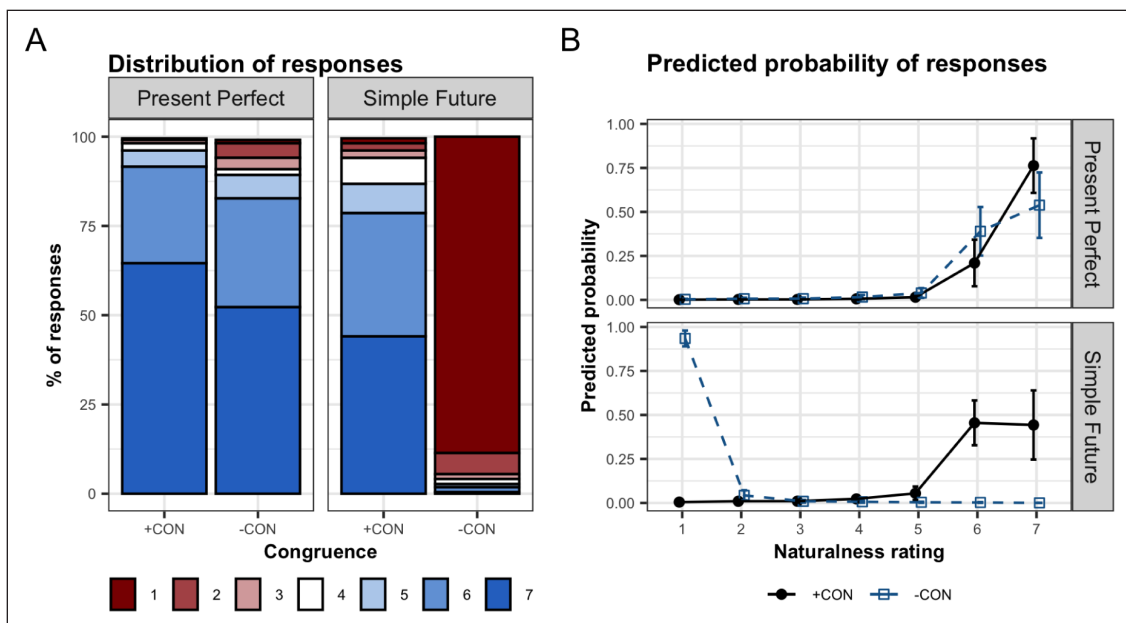 A
Distribution of responses
Present Perfect
Simple Future
% of responses
100
75
50
25
0
+CON
-CON
+CON
-CON
Congruence
1 2 3 4 5 6 7
B
Predicted probability of responses
Predicted probability
1.00
0.75
0.50
0.25
0.00
Present Perfect
1.00
0.75
0.50
0.25
0.00
Simple Future
1 2 3 4 5 6 7
Naturalness rating
+CON -CON